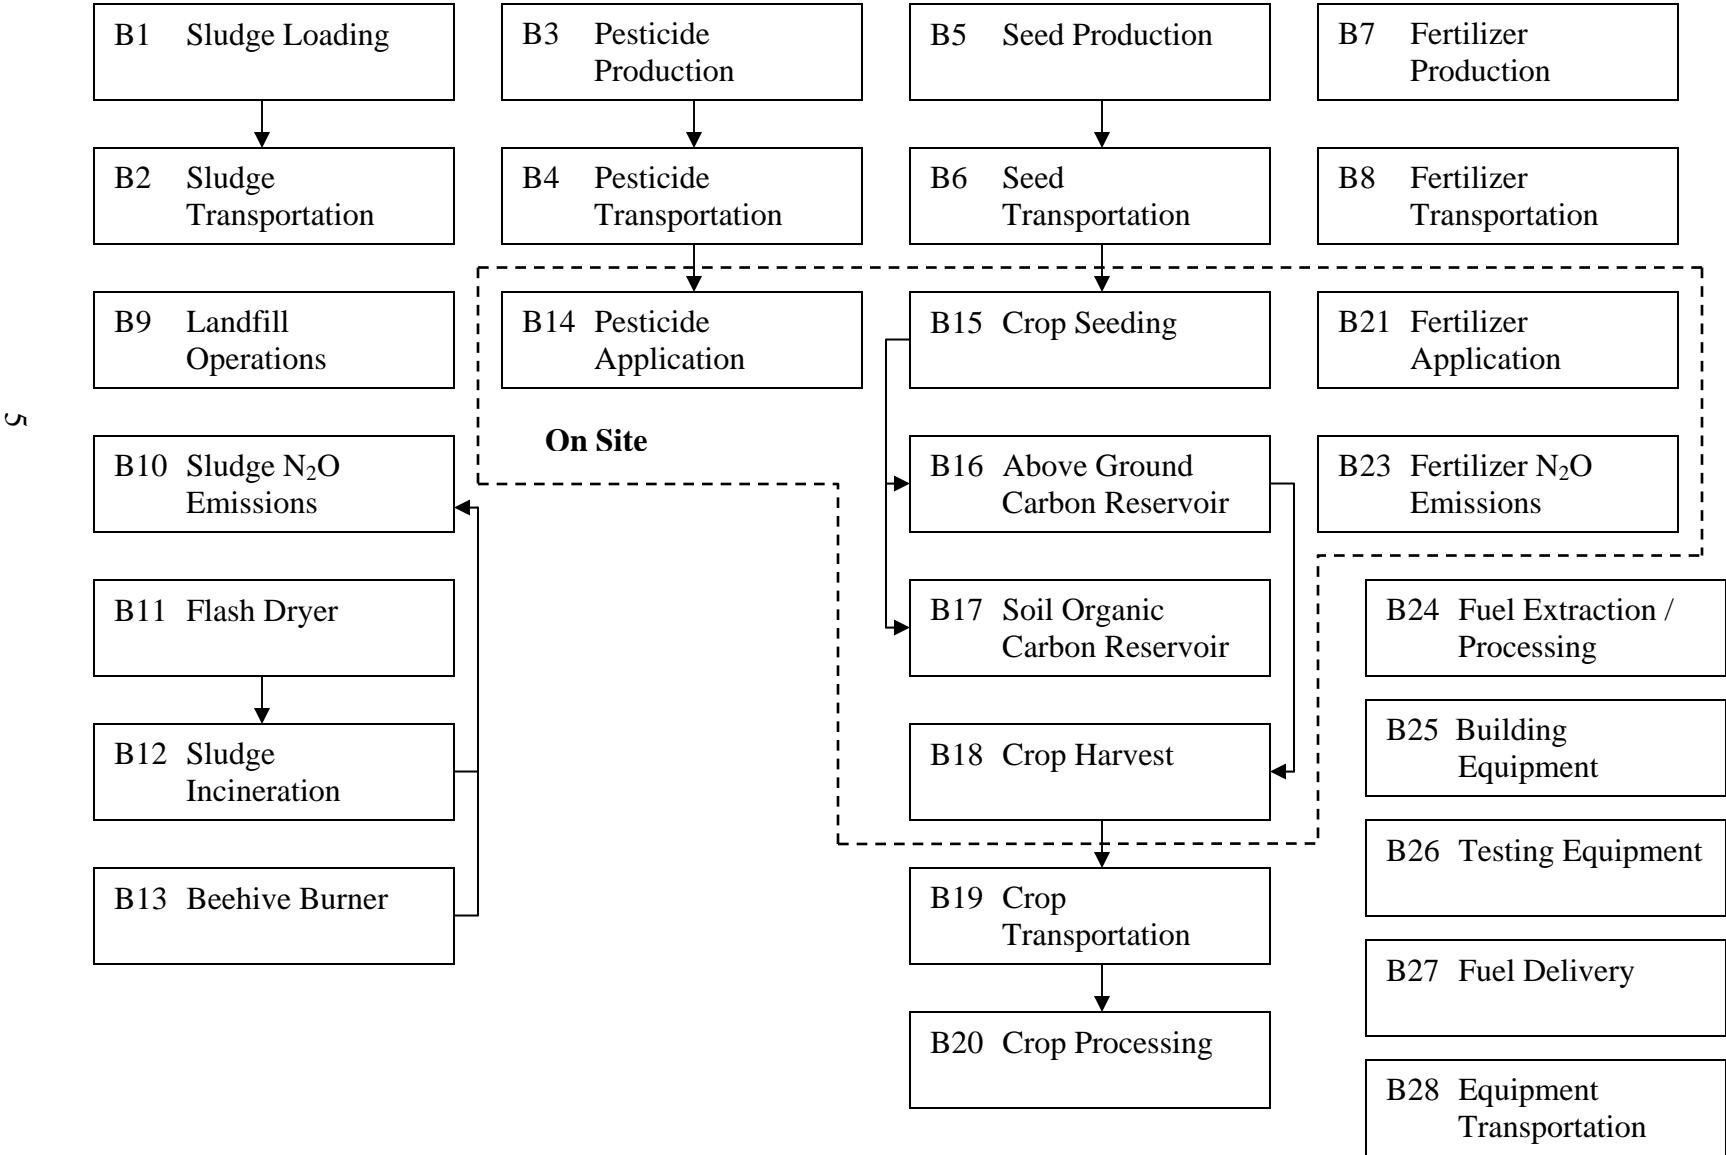 B1 Sludge Loading
B3 Pesticide
Production
B5 Seed Production
B7 Fertilizer
Production
B2 Sludge
Transportation
B4 Pesticide
Transportation
B6 Seed
Transportation
B8 Fertilizer
Transportation
B9 Landfill
Operations
B14 Pesticide
Application
B15 Crop Seeding
B21 Fertilizer
Application
5
On Site
B10 Sludge N₂O
Emissions
B16 Above Ground
Carbon Reservoir
B23 Fertilizer N₂O
Emissions
B11 Flash Dryer
B17 Soil Organic
Carbon Reservoir
B24 Fuel Extraction /
Processing
B12 Sludge
Incineration
B18 Crop Harvest
B25 Building
Equipment
B26 Testing Equipment
B13 Beehive Burner
B19 Crop
Transportation
B27 Fuel Delivery
B20 Crop Processing
B28 Equipment
Transportation